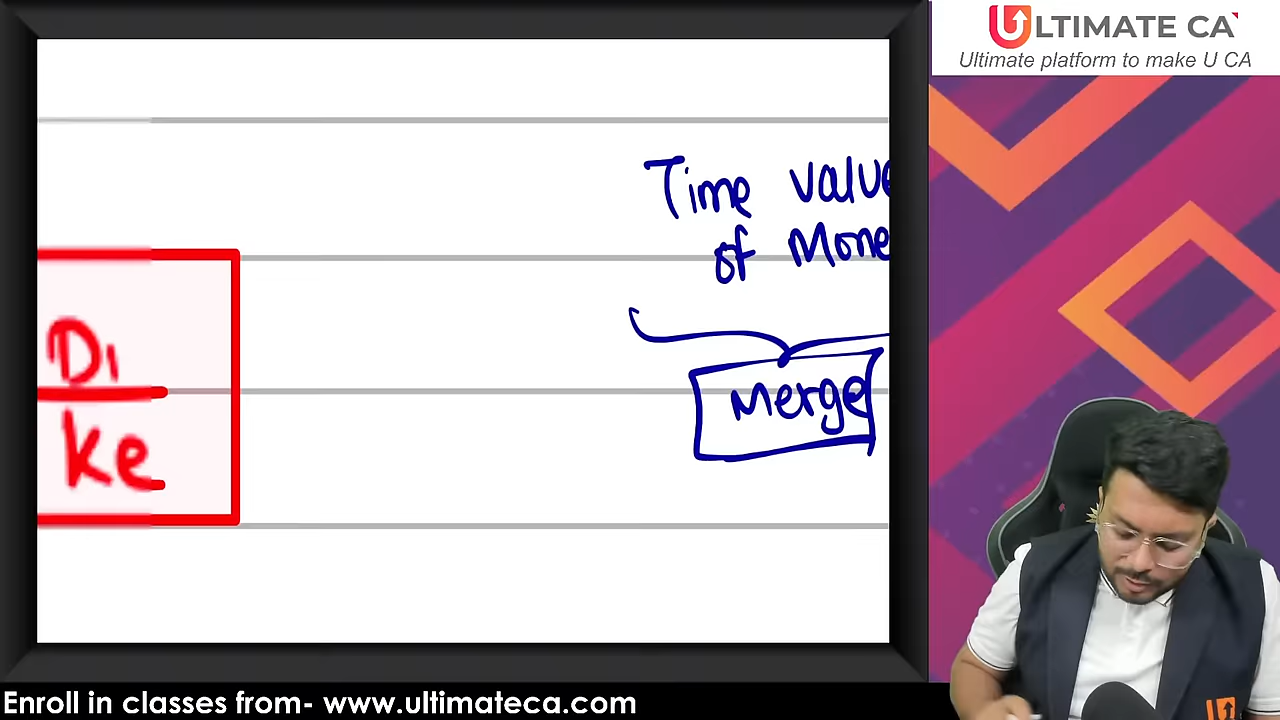 ULTIMATE CA
Ultimate platform to make U CA
Time value
of Mone
D1
Ke
Merge
Enroll in classes from- www.ultimateca.com